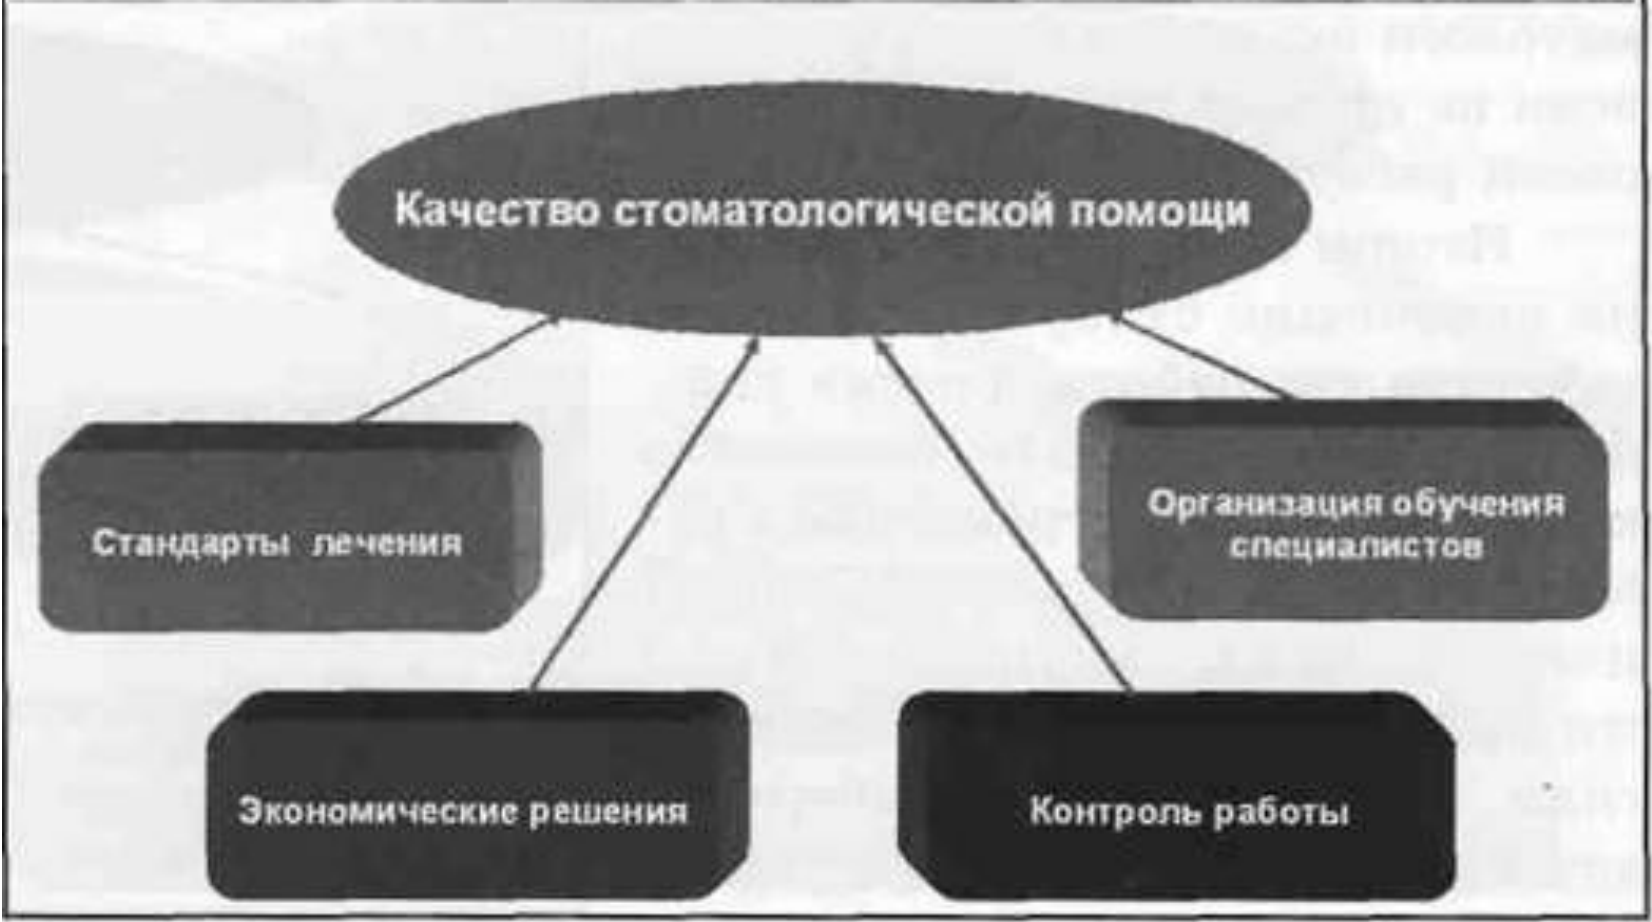 Качество стоматологической помощи
Стандарты лечения
Организация обучения
специалистов
Экономические решения
Контроль работы